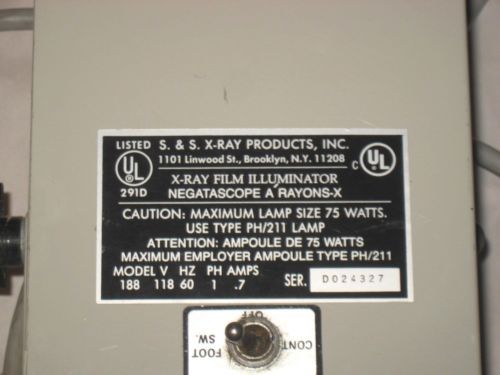 LISTED S. & S. X-RAY PRODUCTS, INC.
UL 1101 Linwood St., Brooklyn, N.Y. 11208 C UL
291D X-RAY FILM ILLUMINATOR
NEGATASCOPE A RAYONS-X
CAUTION: MAXIMUM LAMP SIZE 75 WATTS.
USE TYPE PH/211 LAMP
ATTENTION: AMPOULE DE 75 WATTS
MAXIMUM EMPLOYER AMPOULE TYPE PH/211
MODEL V HZ PH AMPS
188 118 60 1 .7 SER. D024327
OFF
FOOT SW.
CONT.